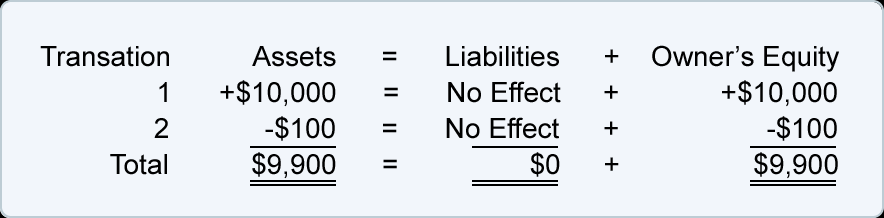 Transation Assets = Liabilities + Owner’s Equity
1 +$10,000 = No Effect + +$10,000
2 -$100 = No Effect + -$100
Total $9,900 = $0 + $9,900